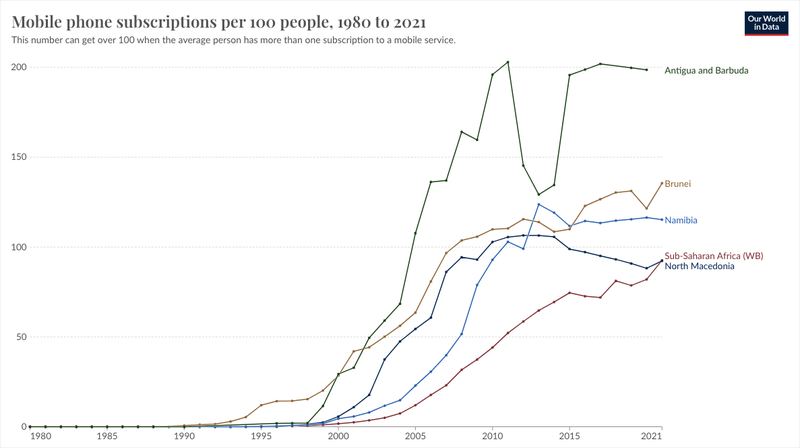 Mobile phone subscriptions per 100 people, 1980 to 2021
Our World
in Data
This number can get over 100 when the average person has more than one subscription to a mobile service.
200
Antigua and Barbuda
150
Brunei
Namibia
100
Sub-Saharan Africa (WB)
North Macedonia
50
0
1980 1985 1990 1995 2000 2005 2010 2015 2021